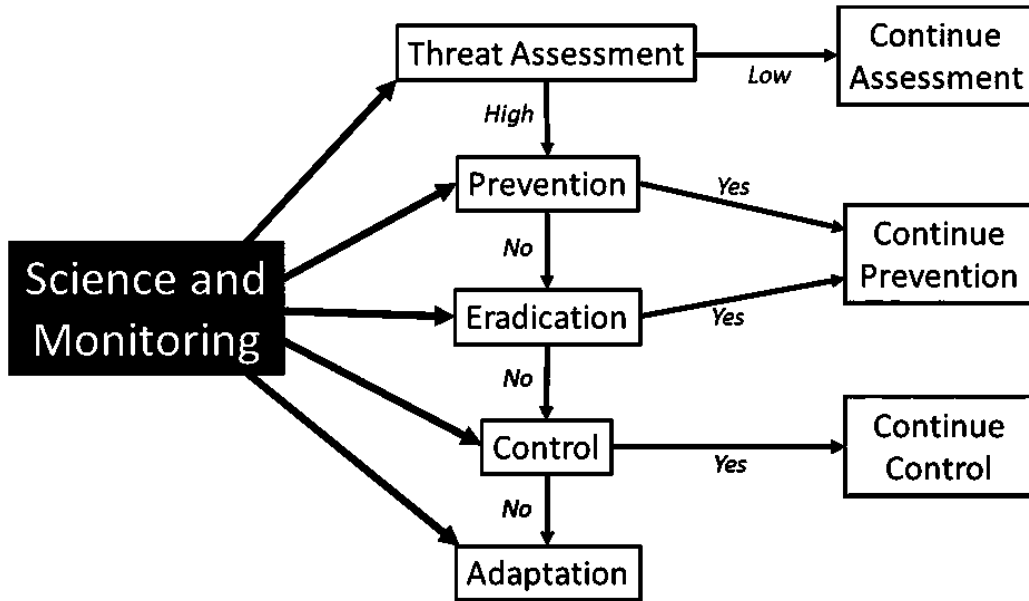 Threat Assessment
Low
Continue
Assessment
High
Prevention
Yes
Continue
Prevention
No
Science and
Monitoring
Eradication
Yes
No
Control
Yes
Continue
Control
No
Adaptation